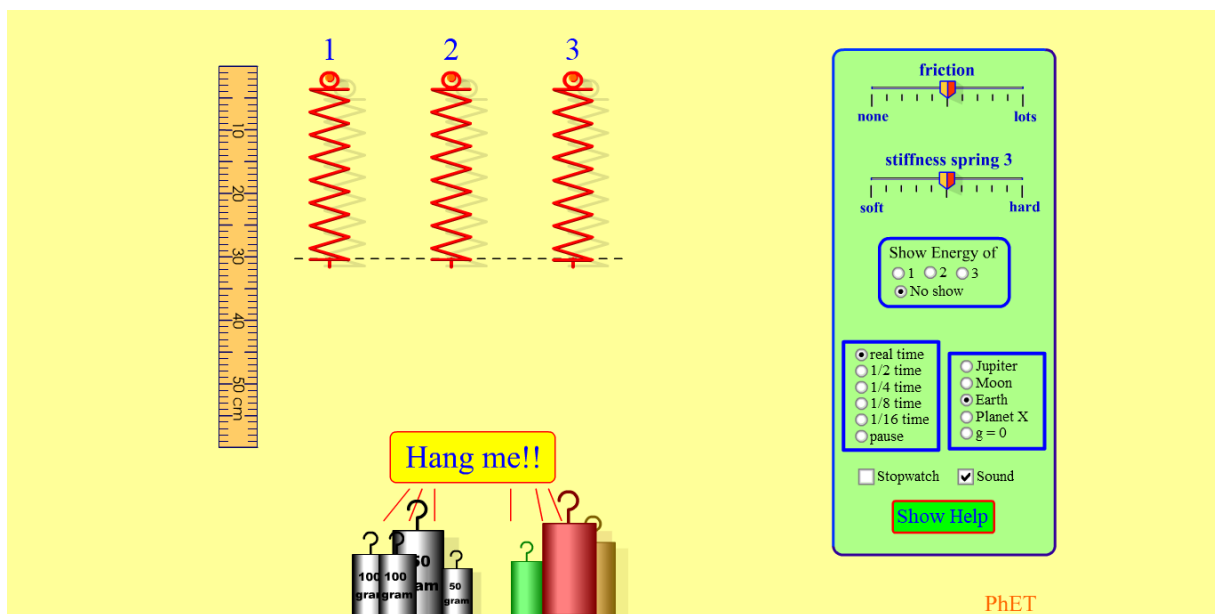 1 2 3
10
20
30
40
50 cm
friction
none lots
stiffness spring 3
soft hard
Show Energy of
1 2 3
No show
real time
1/2 time
1/4 time
1/8 time
1/16 time
pause
Jupiter
Moon
Earth
Planet X
g = 0
Stopwatch Sound
Show Help
Hang me!!
100
gram
100
gram
50
gram
PhET